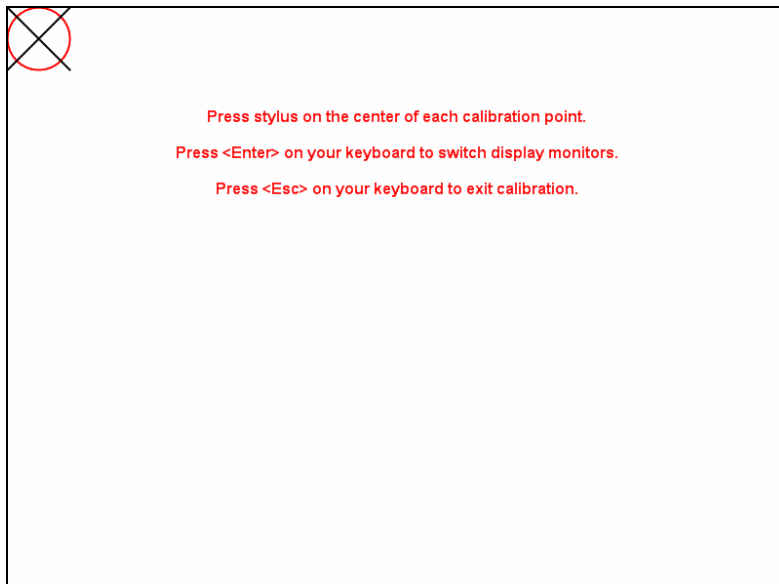 Press stylus on the center of each calibration point.
Press <Enter> on your keyboard to switch display monitors.
Press <Esc> on your keyboard to exit calibration.